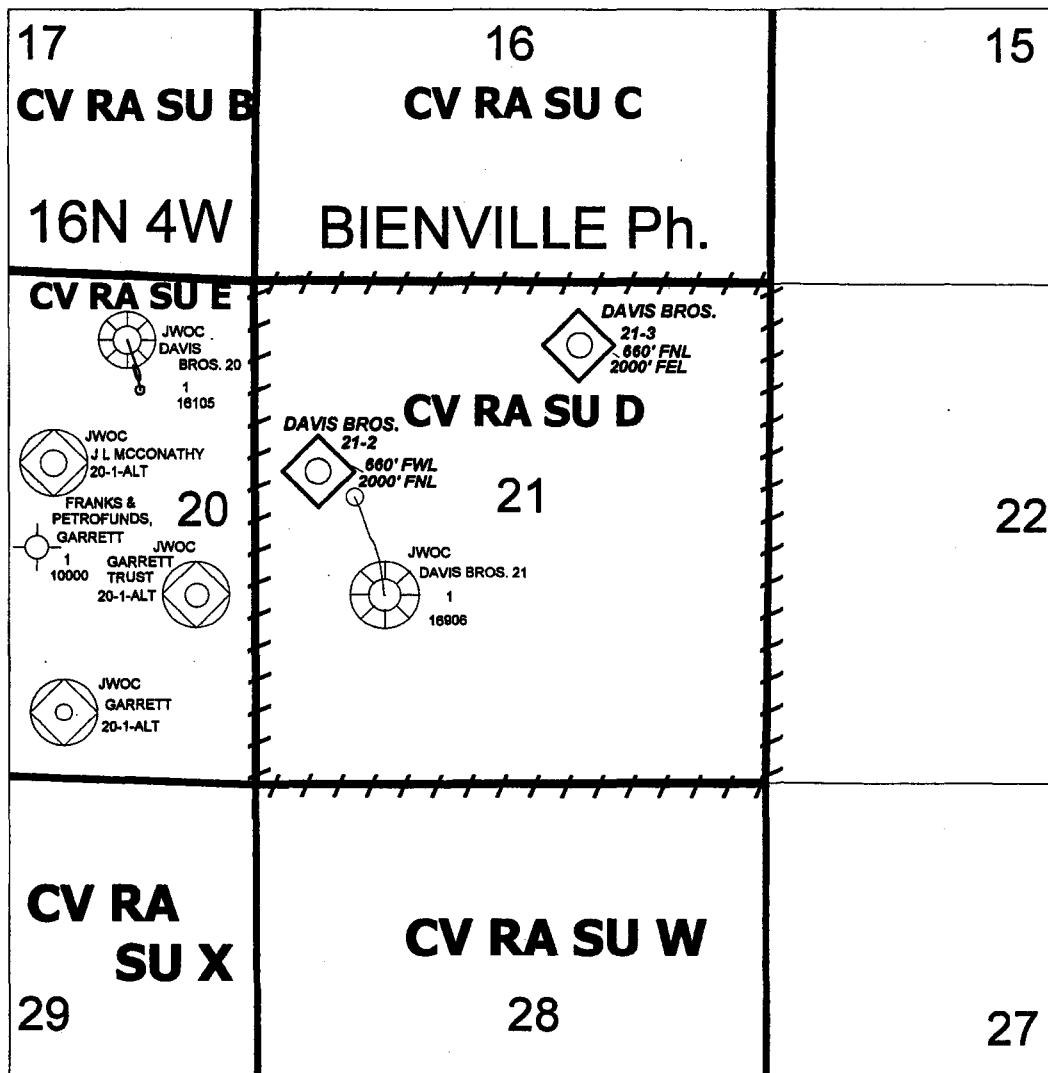 17
16
15
CV RA SU B
CV RA SU C
16N 4W
BIENVILLE Ph.
CV RA SU E
JWOC
DAVIS
BROS. 20
1
16105
DAVIS BROS.
21-3
660' FNL
2000' FEL
CV RA SU D
DAVIS BROS.
21-2
660' FWL
2000' FNL
JWOC
J L MCCONATHY
20-1-ALT
20
21
22
FRANKS &
PETROFUNDS,
GARRETT
1
10000
JWOC
GARRETT
TRUST
20-1-ALT
JWOC
DAVIS BROS. 21
1
16906
JWOC
GARRETT
20-1-ALT
CV RA
SU X
CV RA SU W
29
28
27